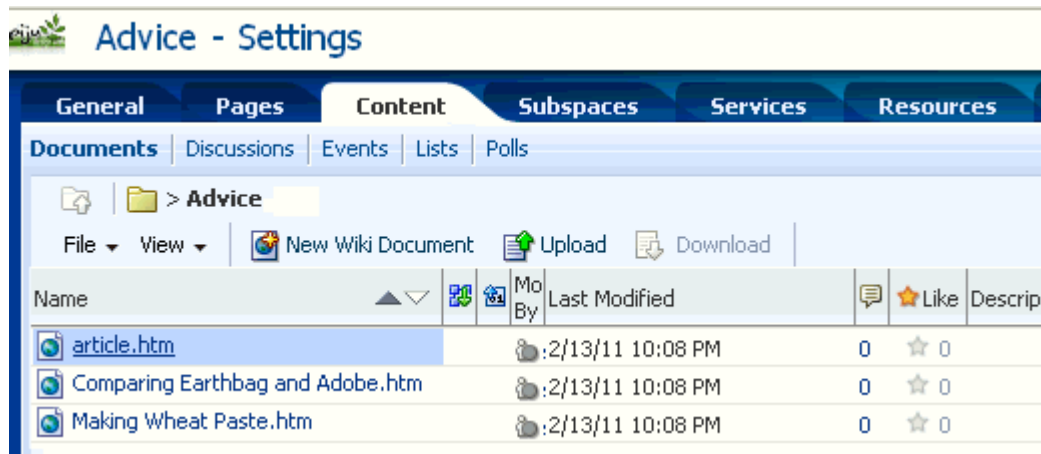 Advice - Settings
General Pages Content Subspaces Services Resources
Documents Discussions Events Lists Polls
> Advice
File View New Wiki Document Upload Download
Name Mo By Last Modified Like Descrip
article.htm 2/13/11 10:08 PM 0 0
Comparing Earthbag and Adobe.htm 2/13/11 10:08 PM 0 0
Making Wheat Paste.htm 2/13/11 10:08 PM 0 0